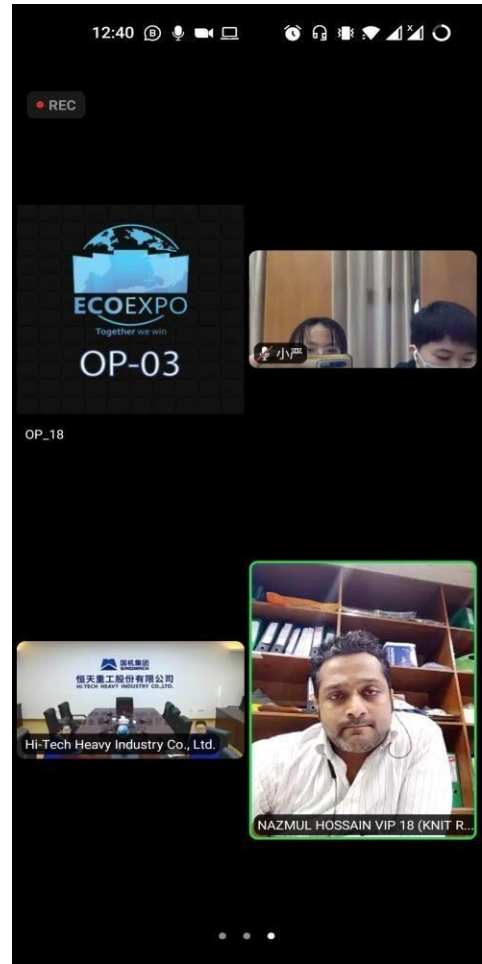 12:40
REC
ECOEXPO
Together we win
OP-03
小严
OP_18
国机集团
SINOMACH
恒天重工股份有限公司
HI-TECH HEAVY INDUSTRY CO.,LTD.
Hi-Tech Heavy Industry Co., Ltd.
NAZMUL HOSSAIN VIP 18 (KNIT R...